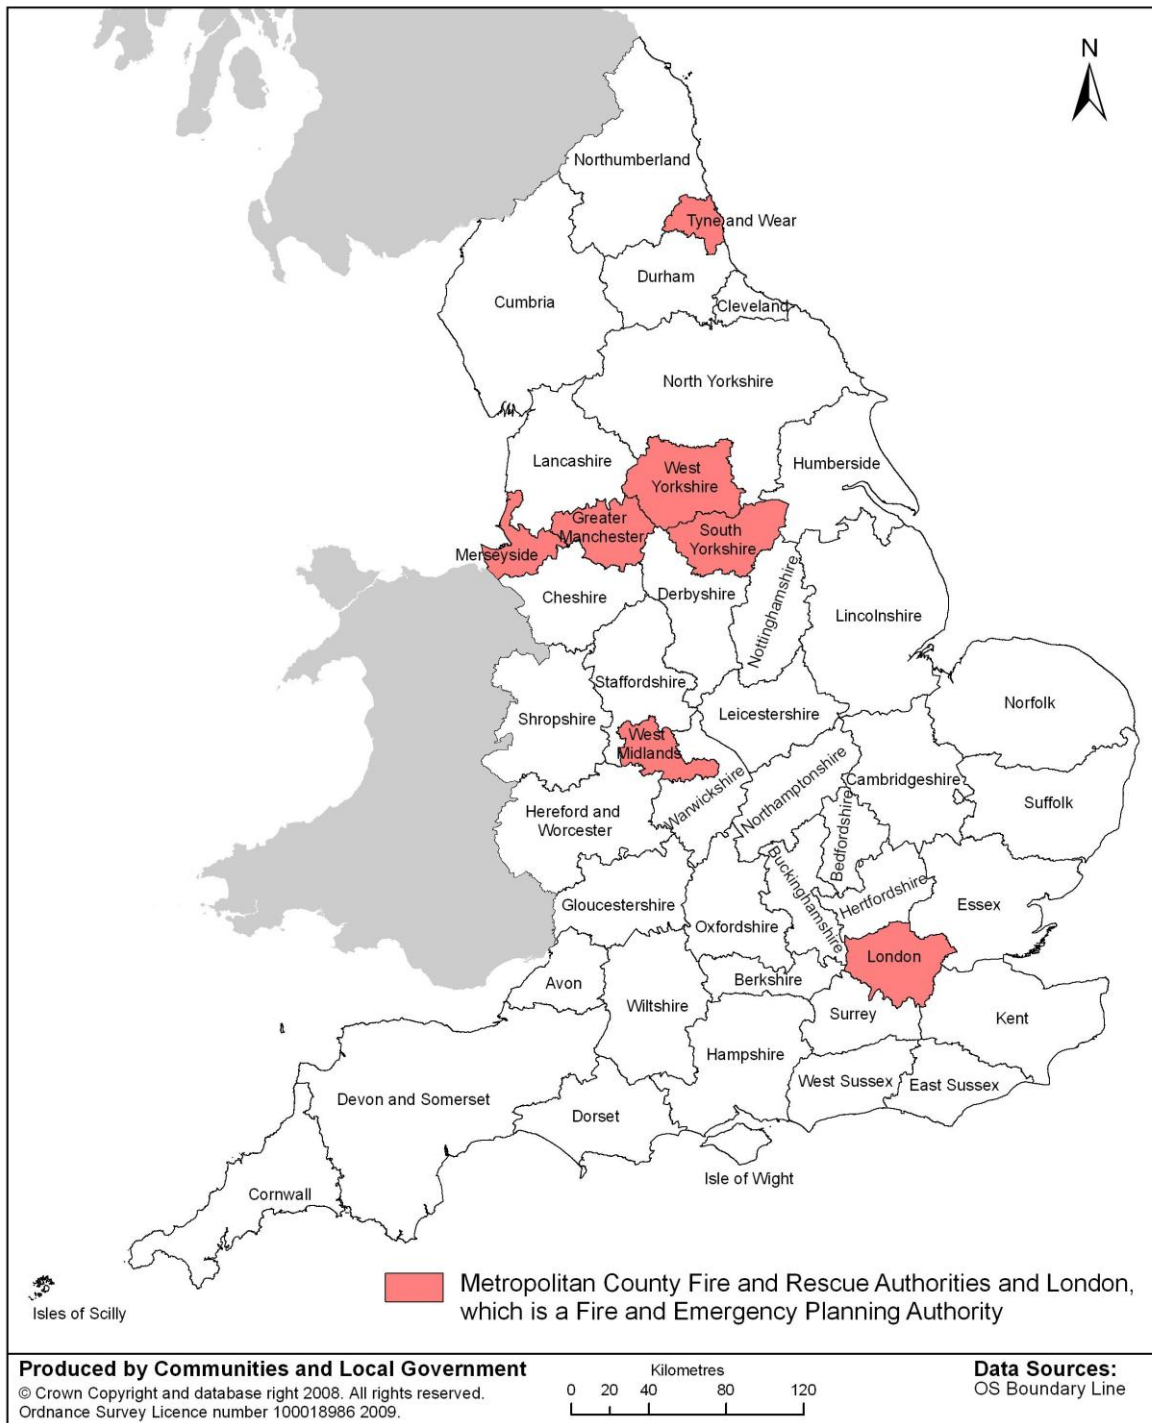 N
Northumberland
Tyne and Wear
Durham
Cumbria
Cleveland
North Yorkshire
Lancashire
West
Yorkshire
Humberside
Greater
Manchester
South
Yorkshire
Merseyside
Cheshire
Derbyshire
Nottinghamshire
Lincolnshire
Staffordshire
Shropshire
Leicestershire
Norfolk
West
Midlands
Warwickshire
Northamptonshire
Cambridgeshire
Suffolk
Hereford and
Worcester
Bedfordshire
Buckinghamshire
Hertfordshire
Essex
Gloucestershire
Oxfordshire
London
Avon
Wiltshire
Berkshire
Surrey
Kent
Hampshire
West Sussex
East Sussex
Devon and Somerset
Dorset
Isle of Wight
Cornwall
Isles of Scilly
Metropolitan County Fire and Rescue Authorities and London,
which is a Fire and Emergency Planning Authority
Produced by Communities and Local Government
© Crown Copyright and database right 2008. All rights reserved.
Ordnance Survey Licence number 100018986 2009.
Kilometres
0 20 40 80 120
Data Sources:
OS Boundary Line